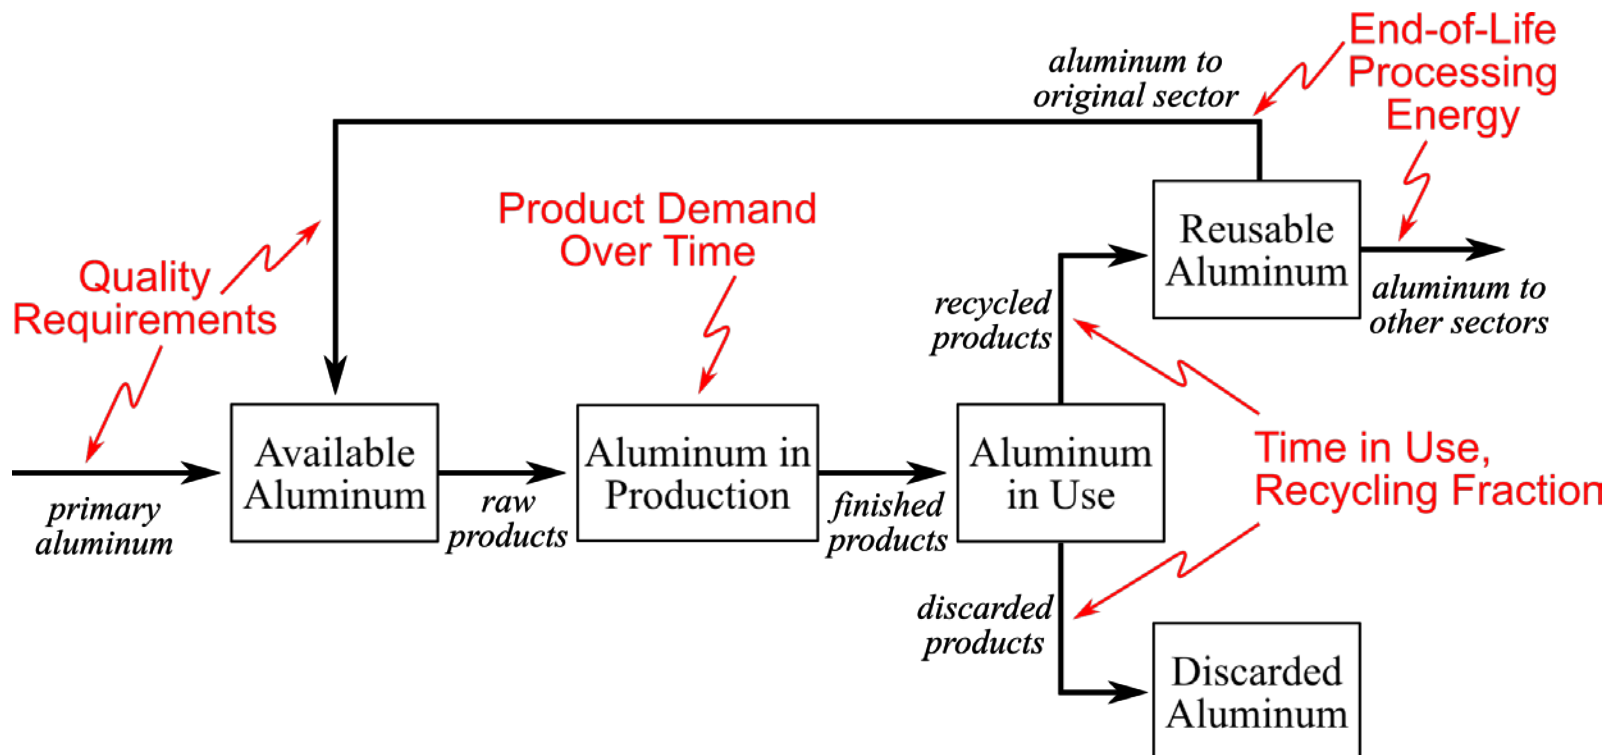 End-of-Life
Processing
Energy
aluminum to
original sector
Product Demand
Over Time
Quality
Requirements
Reusable
Aluminum
aluminum to
other sectors
recycled
products
Available
Aluminum
Aluminum in
Production
Aluminum
in Use
Time in Use,
Recycling Fraction
primary
aluminum
raw
products
finished
products
discarded
products
Discarded
Aluminum